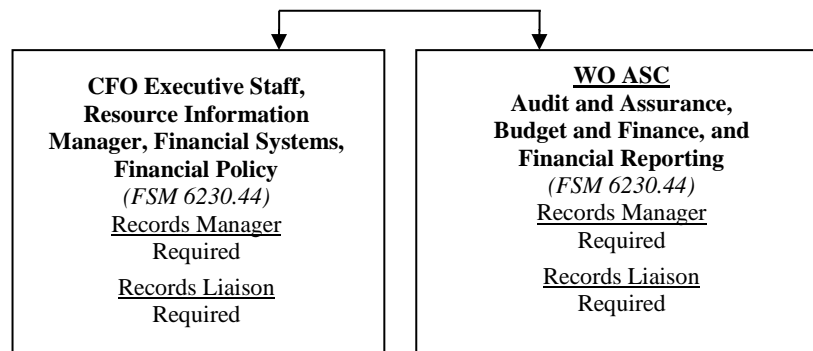 CFO Executive Staff,
Resource Information
Manager, Financial Systems,
Financial Policy
(FSM 6230.44)
Records Manager
Required
Records Liaison
Required
WO ASC
Audit and Assurance,
Budget and Finance, and
Financial Reporting
(FSM 6230.44)
Records Manager
Required
Records Liaison
Required